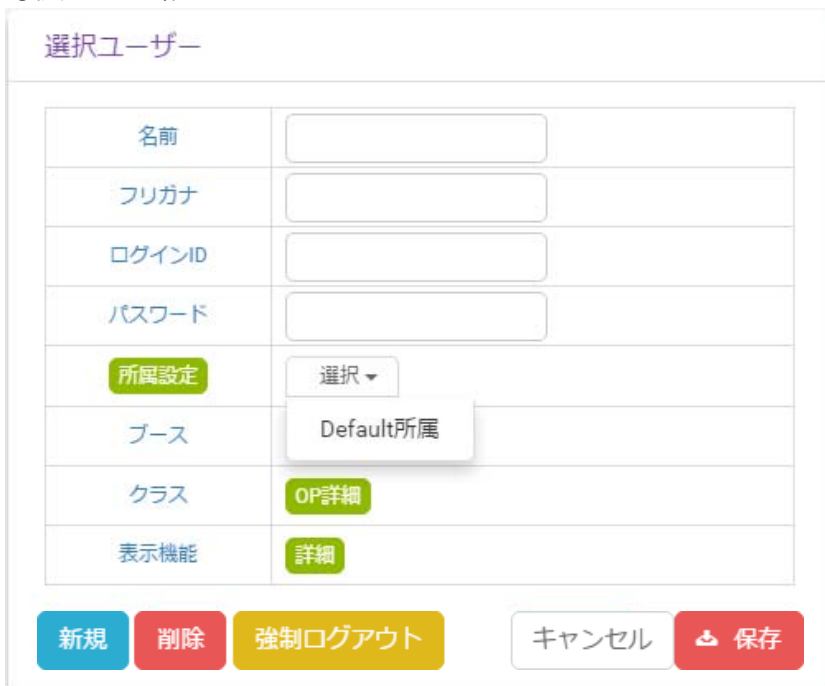 選択ユーザー
名前
フリガナ
ログインID
パスワード
所属設定 選択
Default所属
ブース
クラス OP詳細
表示機能 詳細
新規 削除 強制ログアウト キャンセル 保存